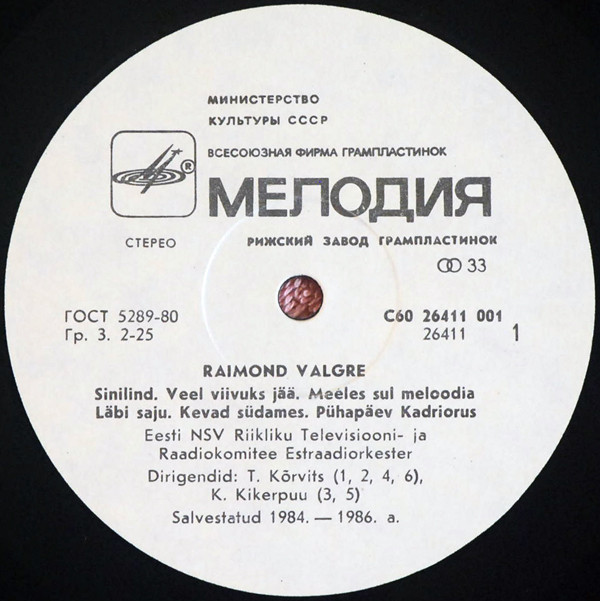 МИНИСТЕРСТВО
КУЛЬТУРЫ СССР
ВСЕСОЮЗНАЯ ФИРМА ГРАМПЛАСТИНОК
®
МЕЛОДИЯ
СТЕРЕО
РИЖСКИЙ ЗАВОД ГРАМПЛАСТИНОК
33
ГОСТ 5289-80
С60 26411 001
Гр. 3. 2-25
26411
1
RAIMOND VALGRE
Sinilind. Veel viivuks jää. Meeles sul meloodia
Läbi saju. Kevad südames. Pühapäev Kadriorus
Eesti NSV Riikliku Televisiooni- ja
Raadiokomitee Estraadiorkester
Dirigendid: T. Kõrvits (1, 2, 4, 6),
K. Kikerpuu (3, 5)
Salvestatud 1984. — 1986. a.